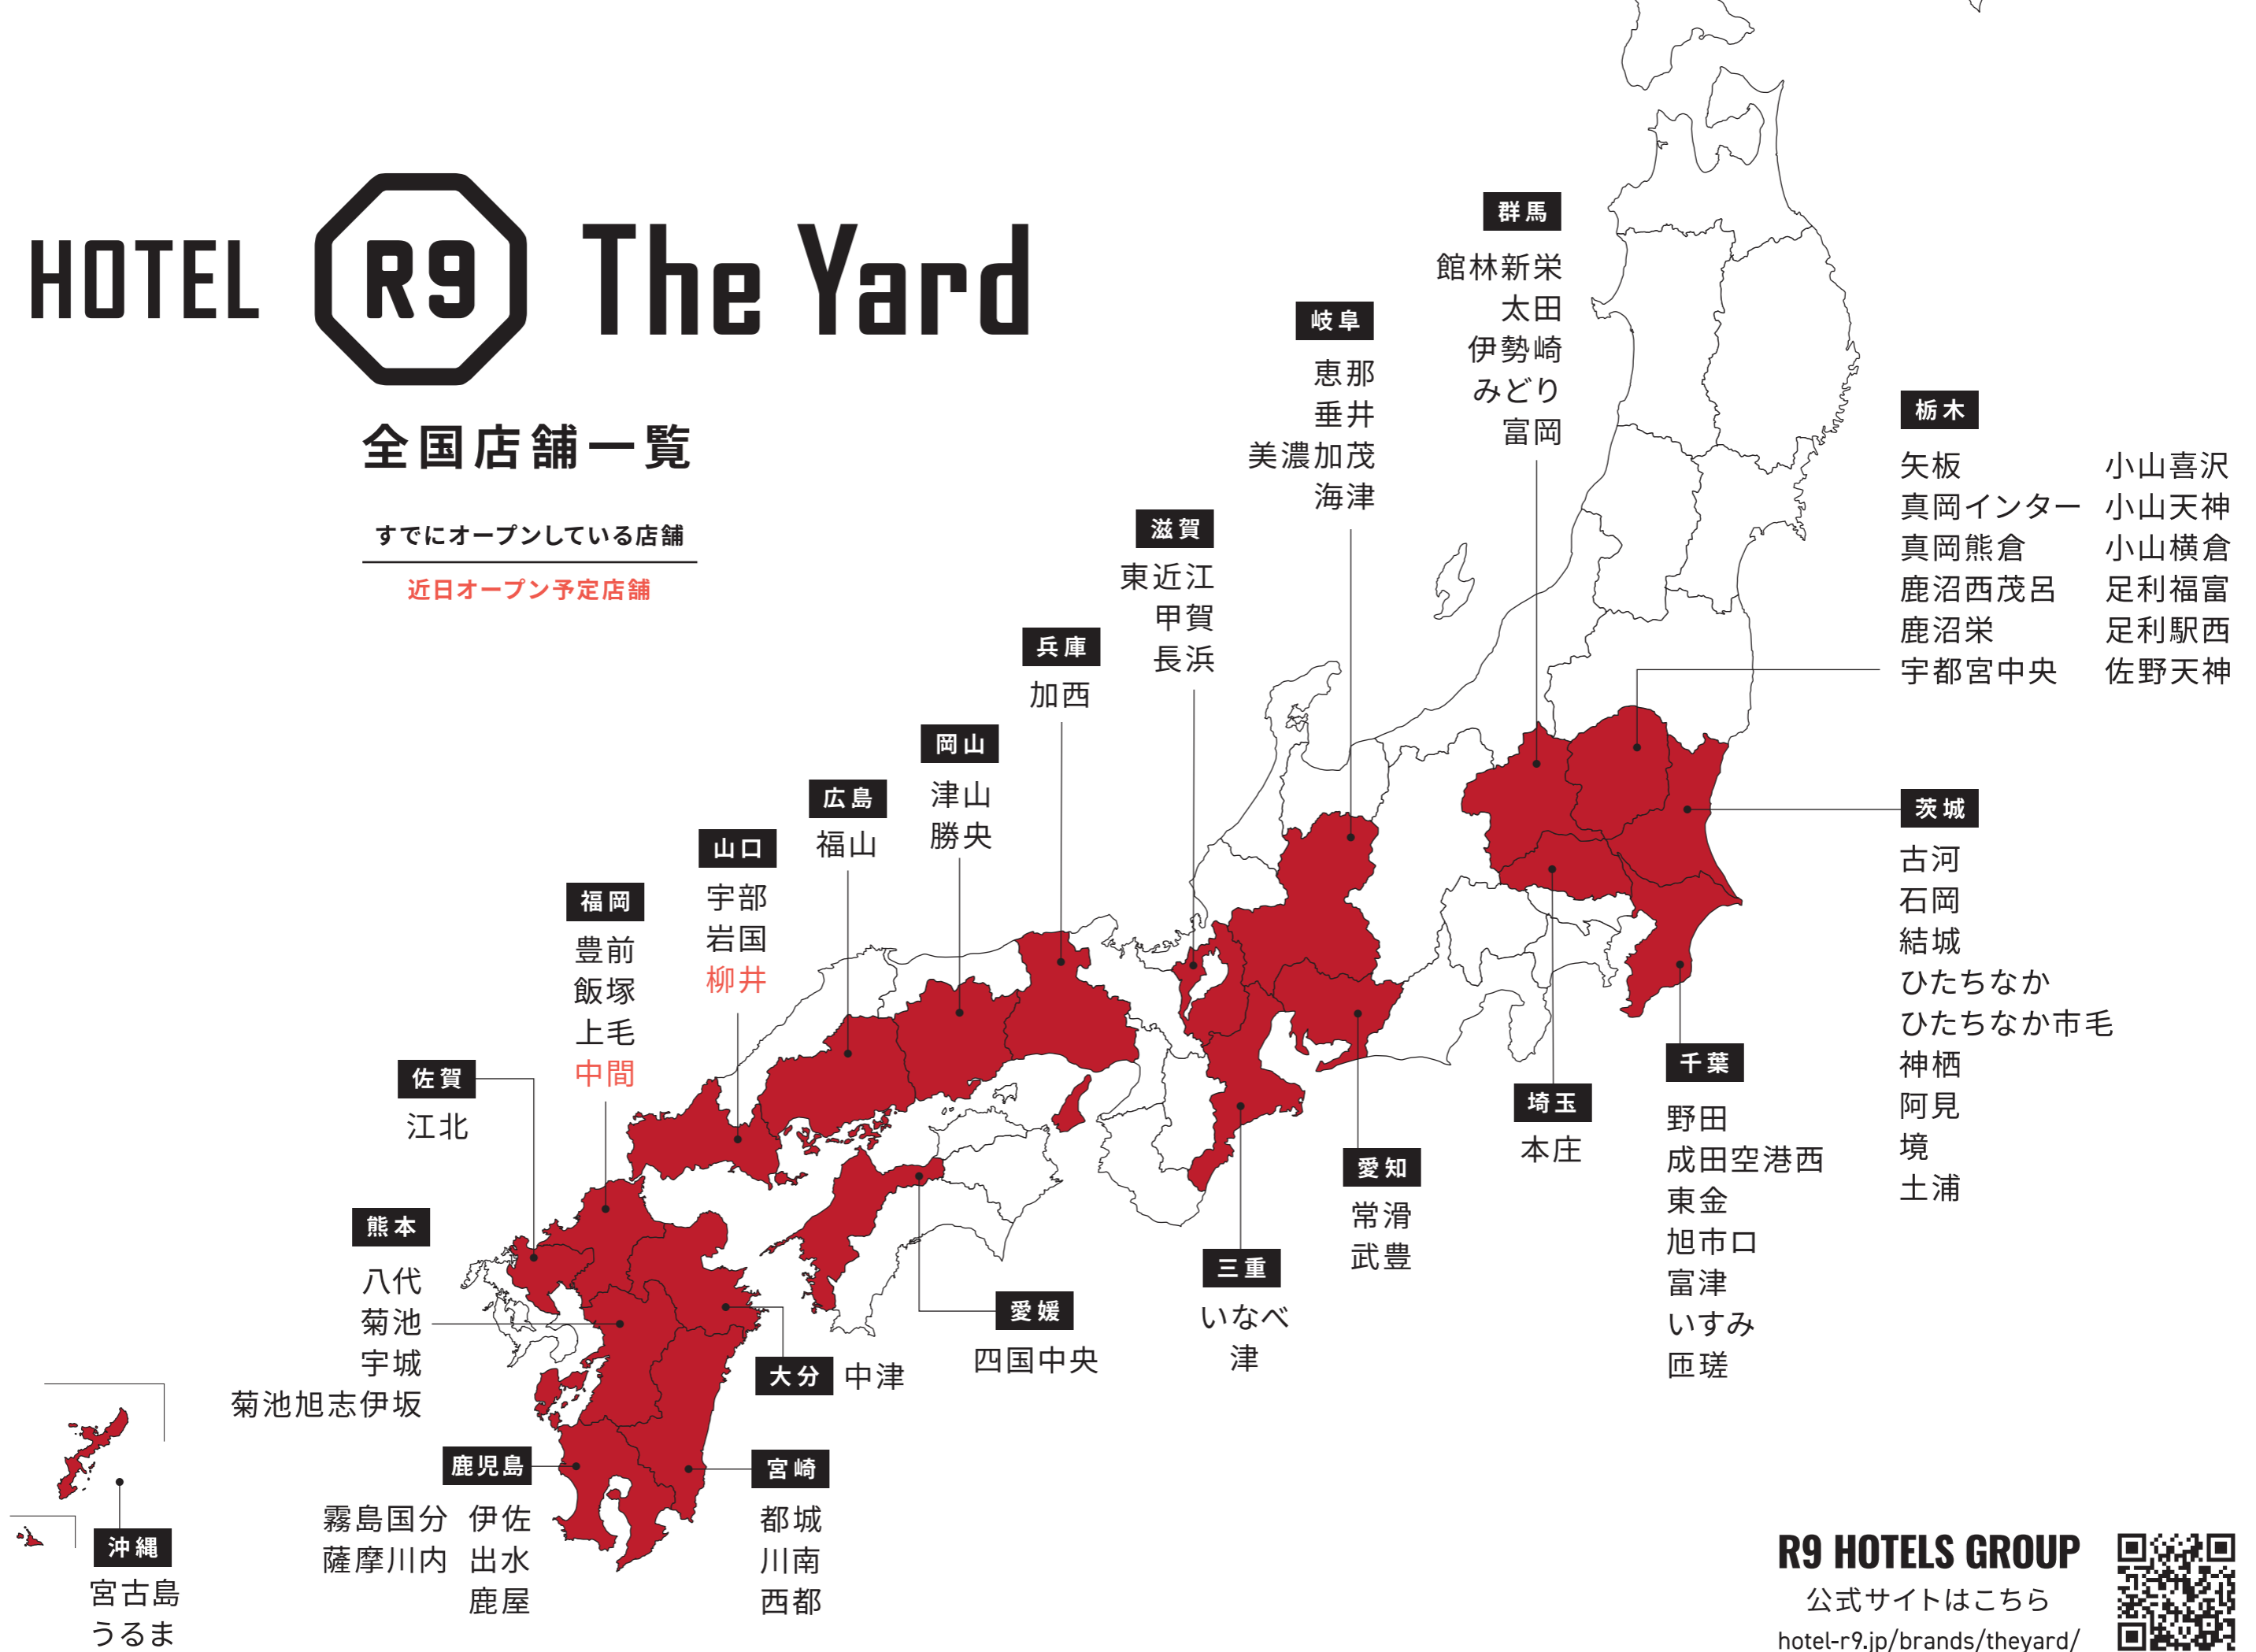 HOTEL R9 The Yard
全国店舗一覧
すでにオープンしている店舗
近日オープン予定店舗
群馬
館林新栄
太田
伊勢崎
みどり
富岡
岐阜
恵那
垂井
美濃加茂
海津
栃木
矢板 小山喜沢
真岡インター 小山天神
真岡熊倉 小山横倉
鹿沼西茂呂 足利福富
鹿沼栄 足利駅西
宇都宮中央 佐野天神
滋賀
東近江
甲賀
長浜
兵庫
加西
岡山
津山
勝央
広島
福山
山口
宇部
岩国
柳井
福岡
豊前
飯塚
上毛
中間
佐賀
江北
茨城
古河
石岡
結城
ひたちなか
ひたちなか市毛
神栖
阿見
境
土浦
千葉
野田
成田空港西
東金
旭市口
富津
いすみ
匝瑳
埼玉
本庄
愛知
常滑
武豊
三重
いなべ
津
愛媛
四国中央
熊本
八代
菊池
宇城
菊池旭志伊坂
大分 中津
鹿児島
霧島国分 伊佐
薩摩川内 出水
鹿屋
宮崎
都城
川南
西都
沖縄
宮古島
うるま
R9 HOTELS GROUP
公式サイトはこちら
hotel-r9.jp/brands/theyard/